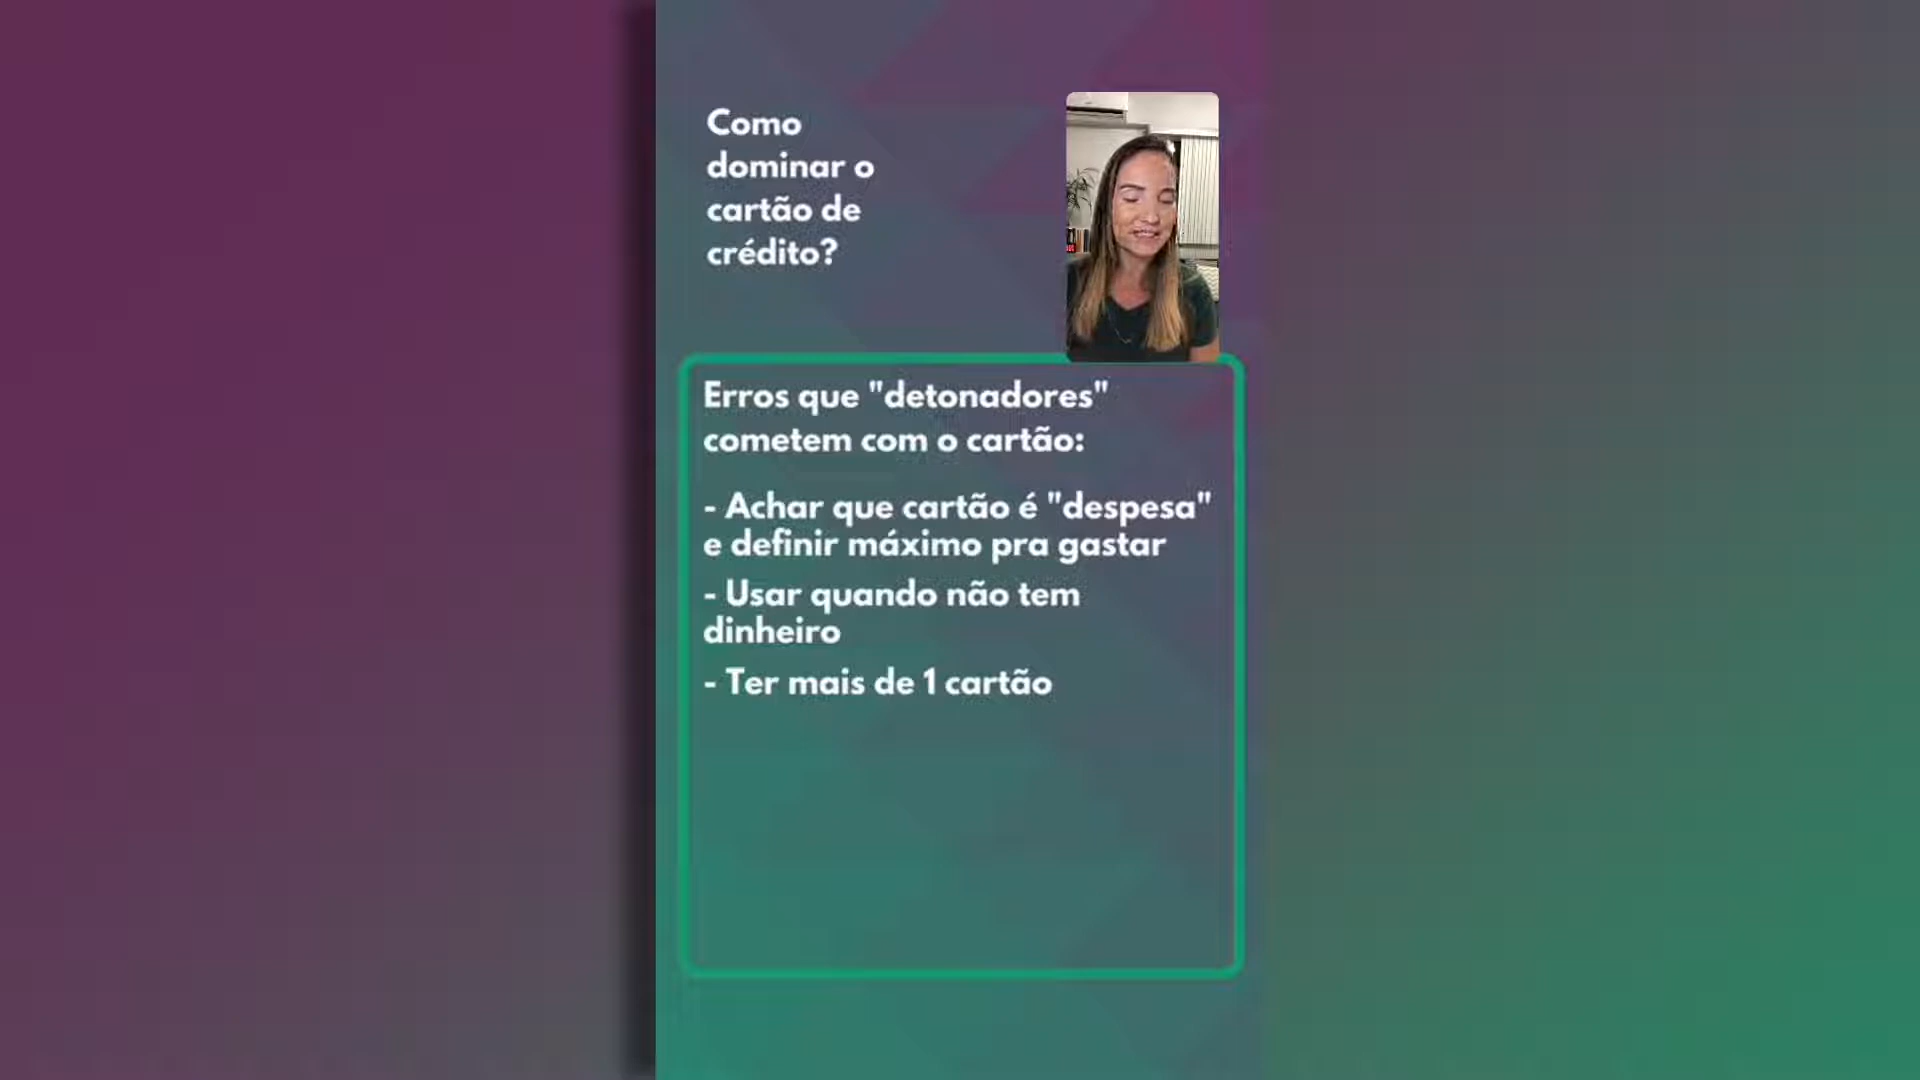 Como
dominar o
cartão de
crédito?
Erros que "detonadores"
cometem com o cartão:
- Achar que cartão é "despesa"
e definir máximo pra gastar
- Usar quando não tem
dinheiro
- Ter mais de 1 cartão